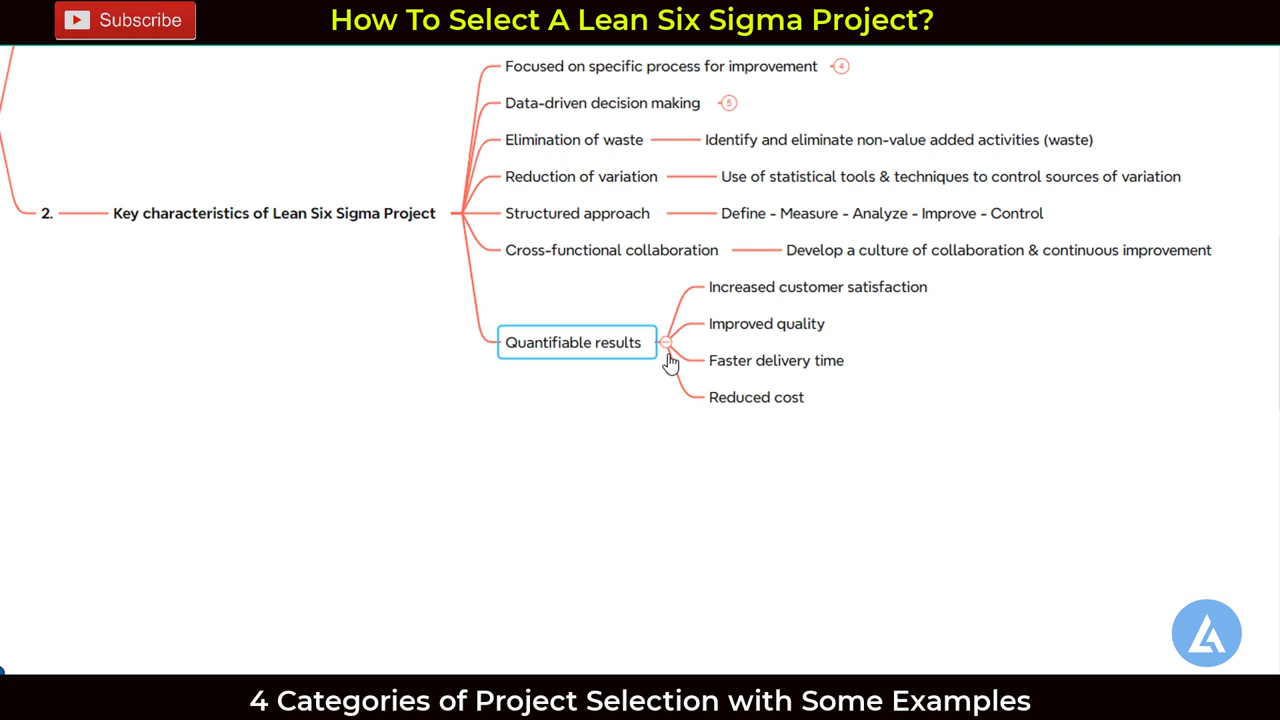 Subscribe
How To Select A Lean Six Sigma Project?
Focused on specific process for improvement 4
Data-driven decision making 5
Elimination of waste Identify and eliminate non-value added activities (waste)
Reduction of variation Use of statistical tools & techniques to control sources of variation
2. Key characteristics of Lean Six Sigma Project Structured approach Define - Measure - Analyze - Improve - Control
Cross-functional collaboration Develop a culture of collaboration & continuous improvement
Quantifiable results
Increased customer satisfaction
Improved quality
Faster delivery time
Reduced cost
4 Categories of Project Selection with Some Examples